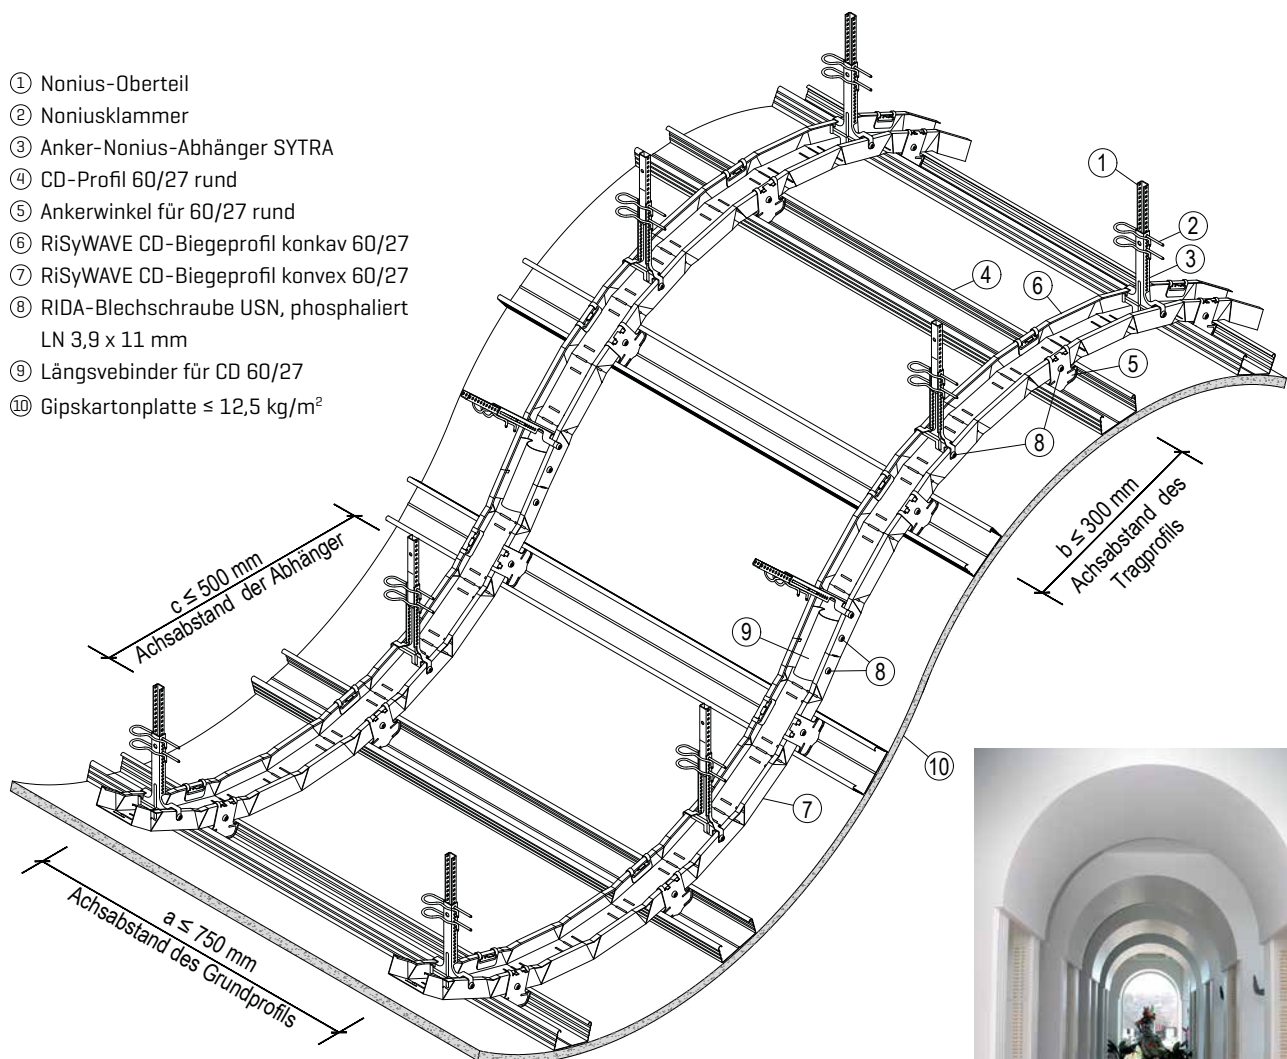 ① Nonius-Oberteil
② Noniusklammer
③ Anker-Nonius-Abhänger SYTRA
④ CD-Profil 60/27 rund
⑤ Ankerwinkel für 60/27 rund
⑥ RiSyWAVE CD-Biegeprofil konkav 60/27
⑦ RiSyWAVE CD-Biegeprofil konvex 60/27
⑧ RIDA-Blechschraube USN, phosphaliert
LN 3,9 x 11 mm
⑨ Längsvebinder für CD 60/27
⑩ Gipskartonplatte ≤ 12,5 kg/m²
①
②
③
④
⑥
⑤
⑧
b ≤ 300 mm
Achsabstand des
Tragprofils
c ≤ 500 mm
Achsabstand der Abhänger
⑨
⑧
⑩
⑦
a ≤ 750 mm
Achsabstand des Grundprofils